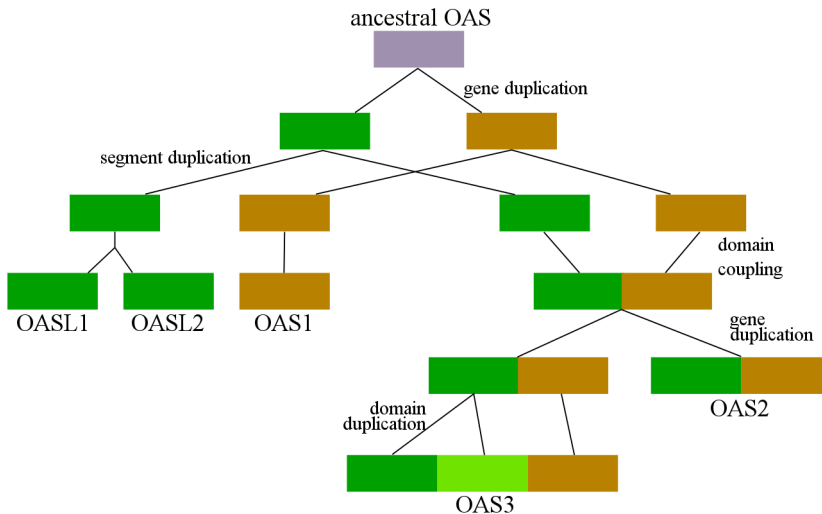 ancestral OAS
gene duplication
segment duplication
domain
coupling
OASL1 OASL2 OAS1
gene
duplication
domain
duplication
OAS2
OAS3